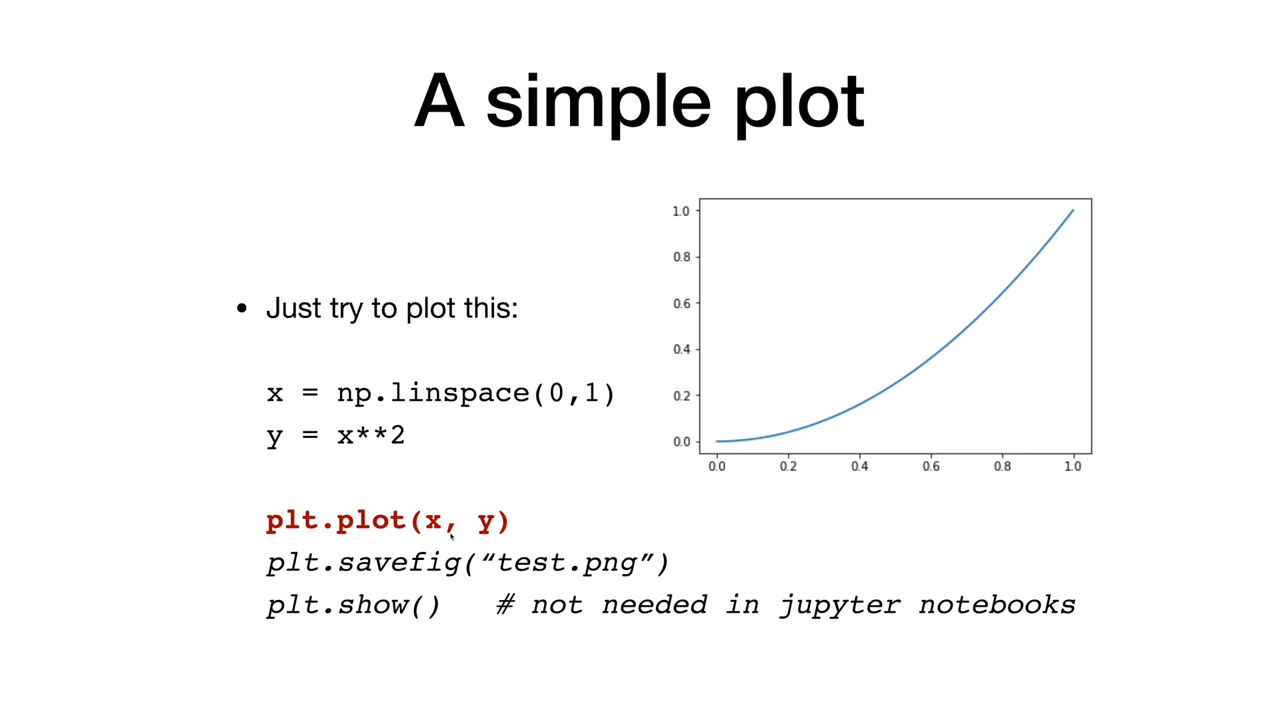 A simple plot
• Just try to plot this:
x = np.linspace(0,1)
y = x**2
plt.plot(x, y)
plt.savefig(“test.png”)
plt.show()   # not needed in jupyter notebooks
1.0
0.8
0.6
0.4
0.2
0.0
0.0 0.2 0.4 0.6 0.8 1.0